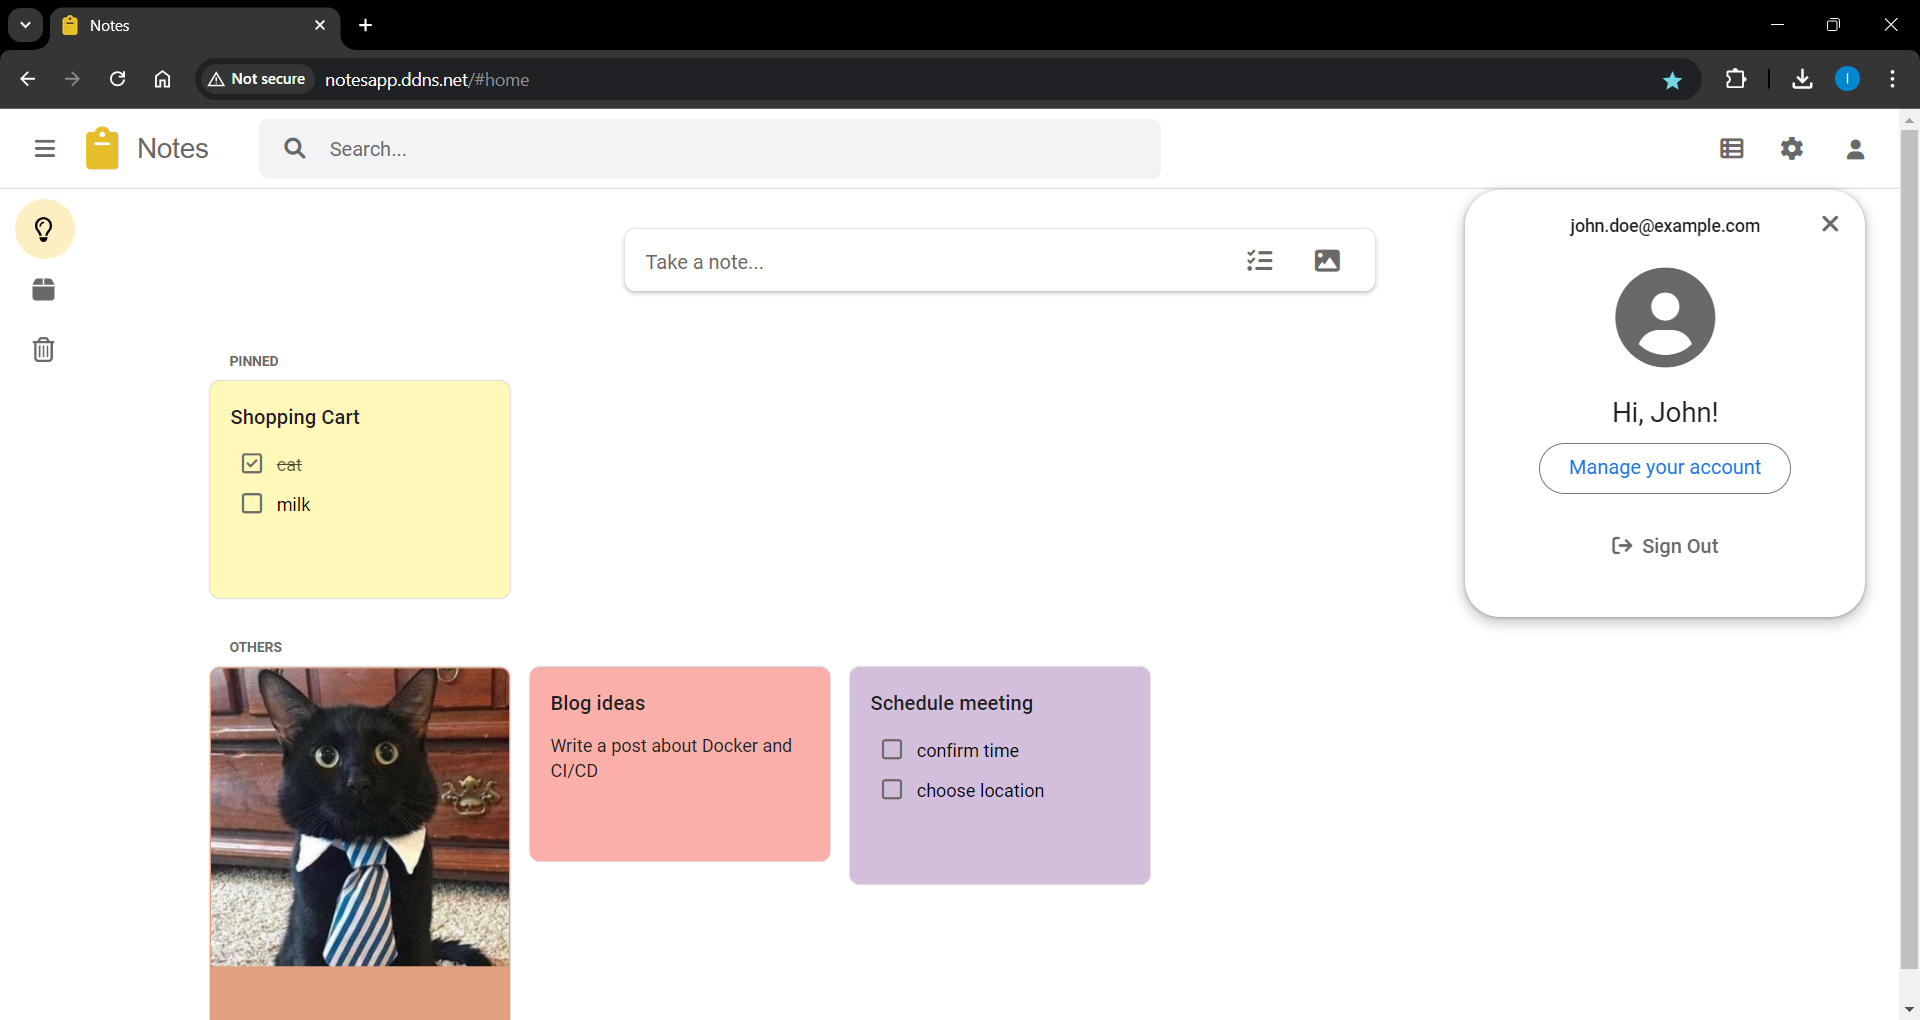 Notes
Not secure
notesapp.ddns.net/#home
I
Notes
Search...
Take a note...
john.doe@example.com
Hi, John!
Manage your account
Sign Out
PINNED
Shopping Cart
cat
milk
OTHERS
Blog ideas
Write a post about Docker and
CI/CD
Schedule meeting
confirm time
choose location